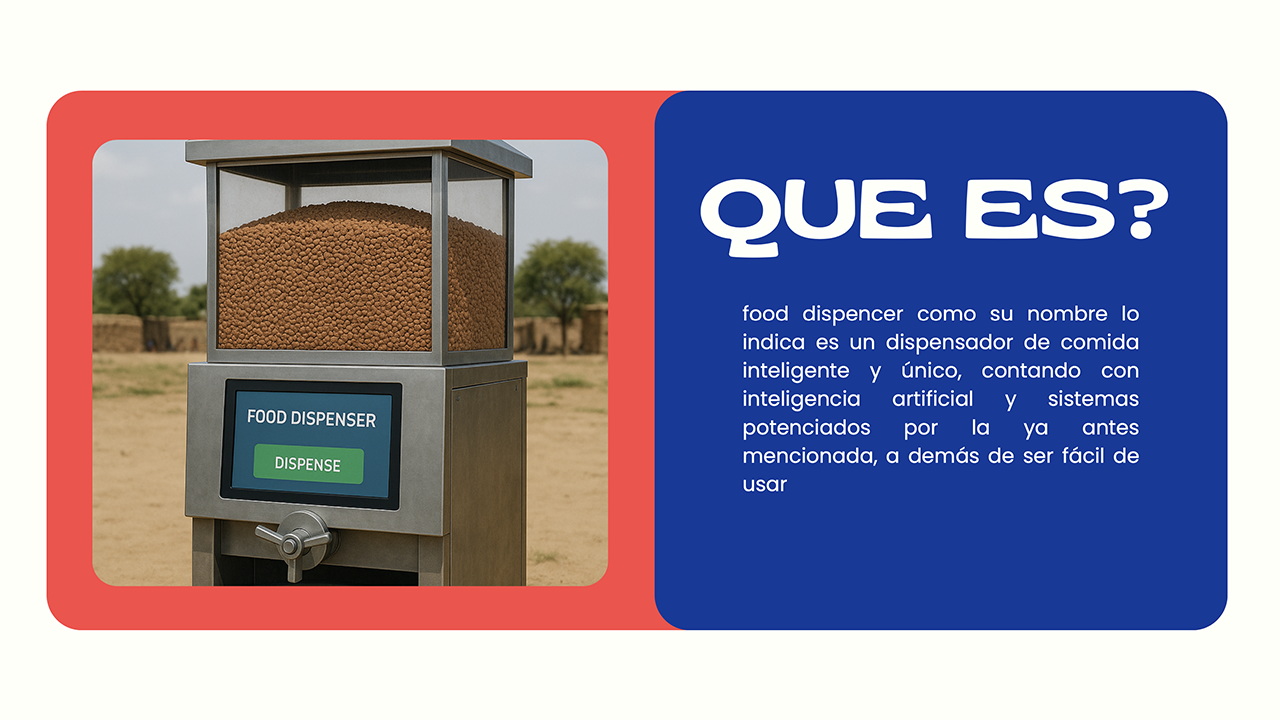 FOOD DISPENSER
DISPENSE
QUE ES?
food dispencer como su nombre lo
indica es un dispensador de comida
inteligente y único, contando con
inteligencia artificial y sistemas
potenciados por la ya antes
mencionada, a demás de ser fácil de
usar